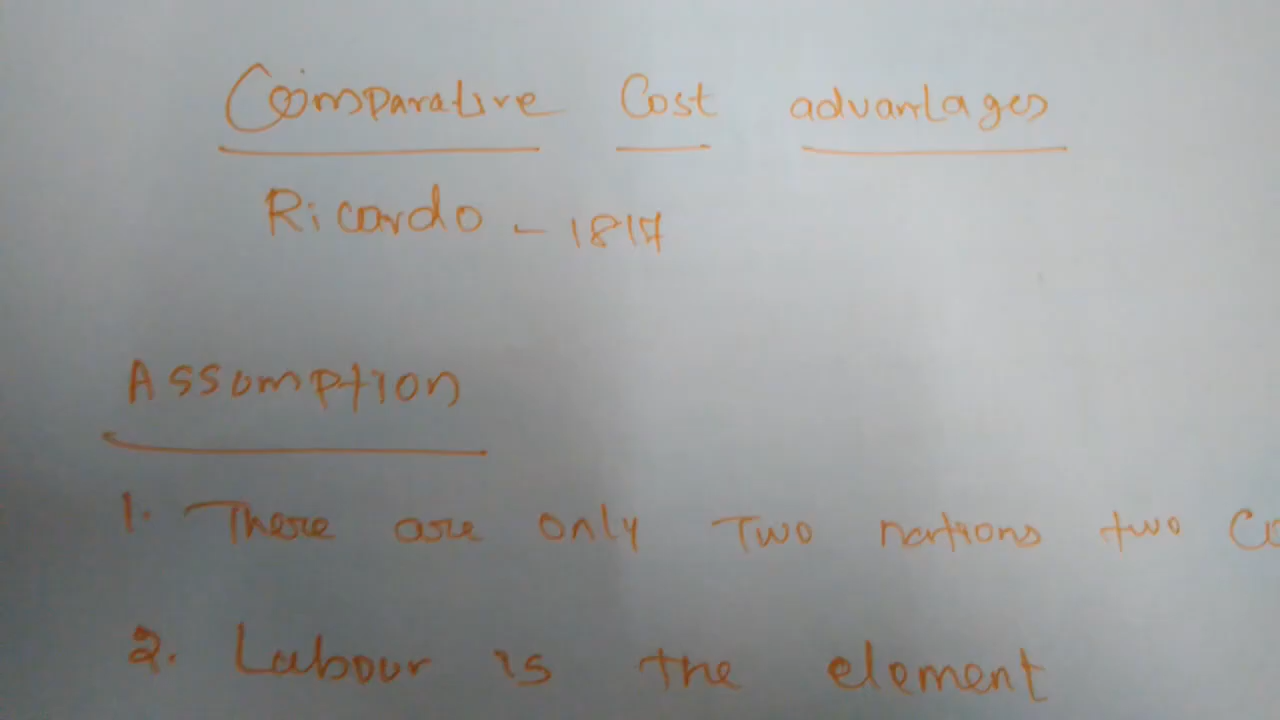 Comparative Cost advantages
Ricardo - 1817
Assumption
1. There are only Two nations two
2. Labour is the element